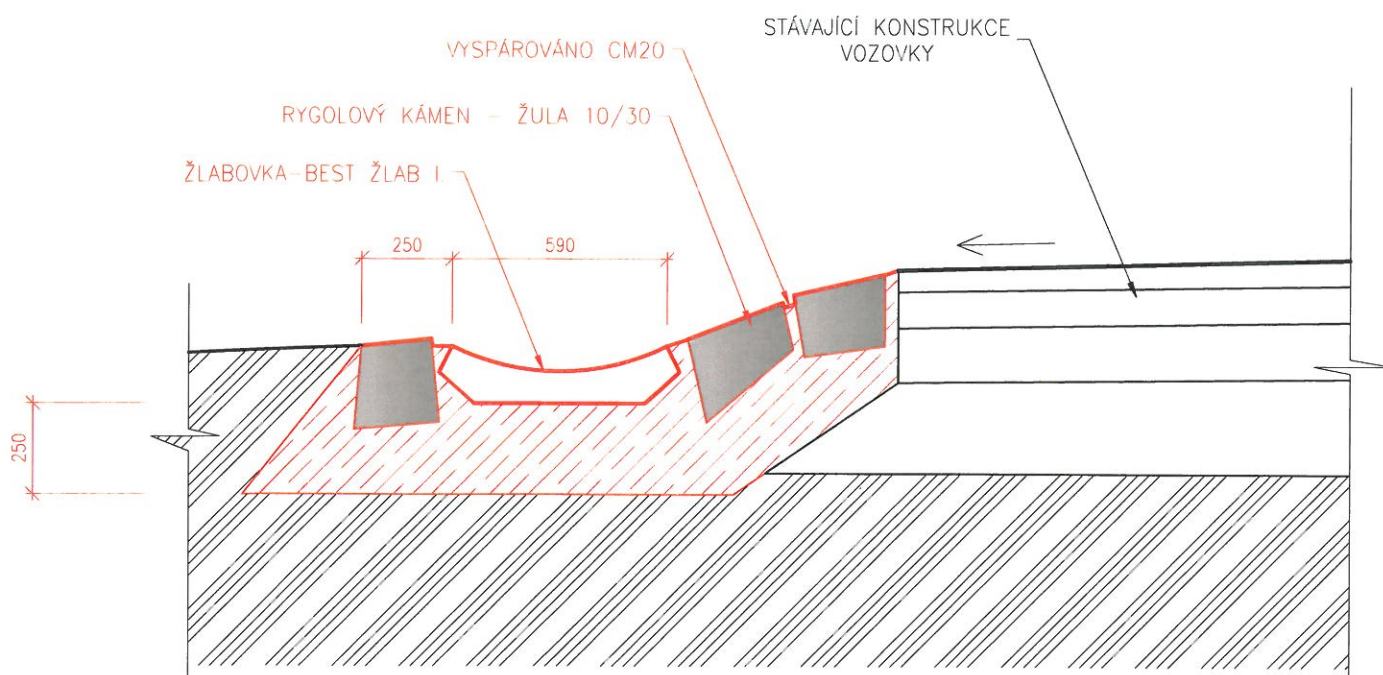 STÁVAJÍCÍ KONSTRUKCE
VOZOVKY
VYSPÁROVÁNO CM20
RYGOLOVÝ KÁMEN - ŽULA 10/30
ŽLABOVKA-BEST ŽLAB I.
250
590
250